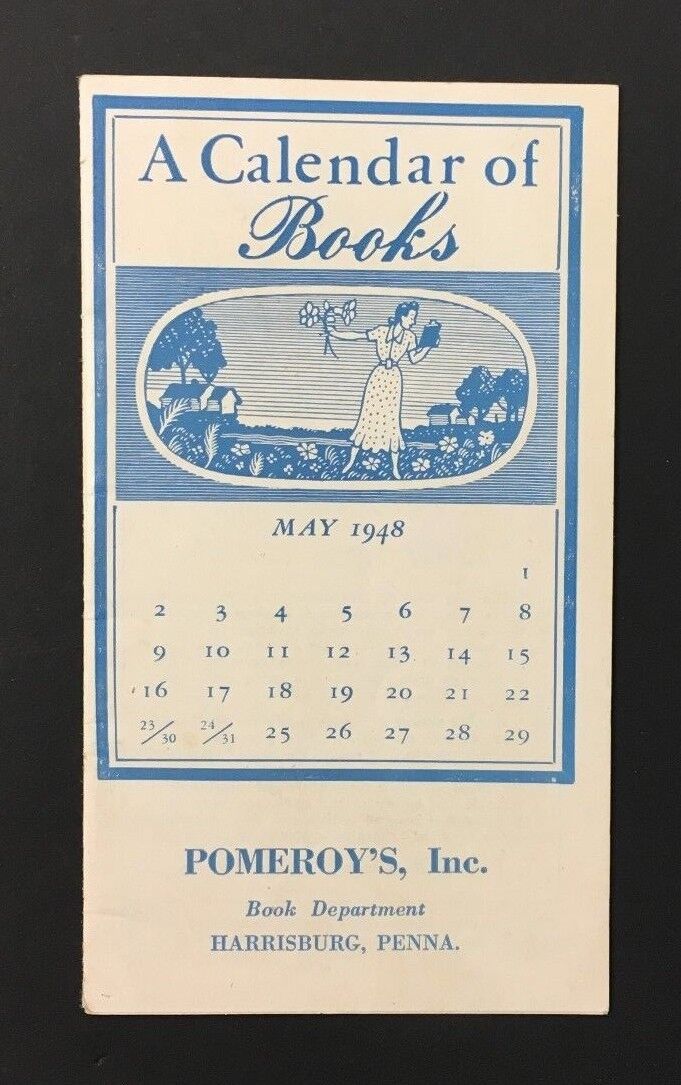 A Calendar of
Books
MAY 1948
1
2 3 4 5 6 7 8
9 10 11 12 13 14 15
16 17 18 19 20 21 22
23/30 24/31 25 26 27 28 29
POMEROY'S, Inc.
Book Department
HARRISBURG, PENNA.